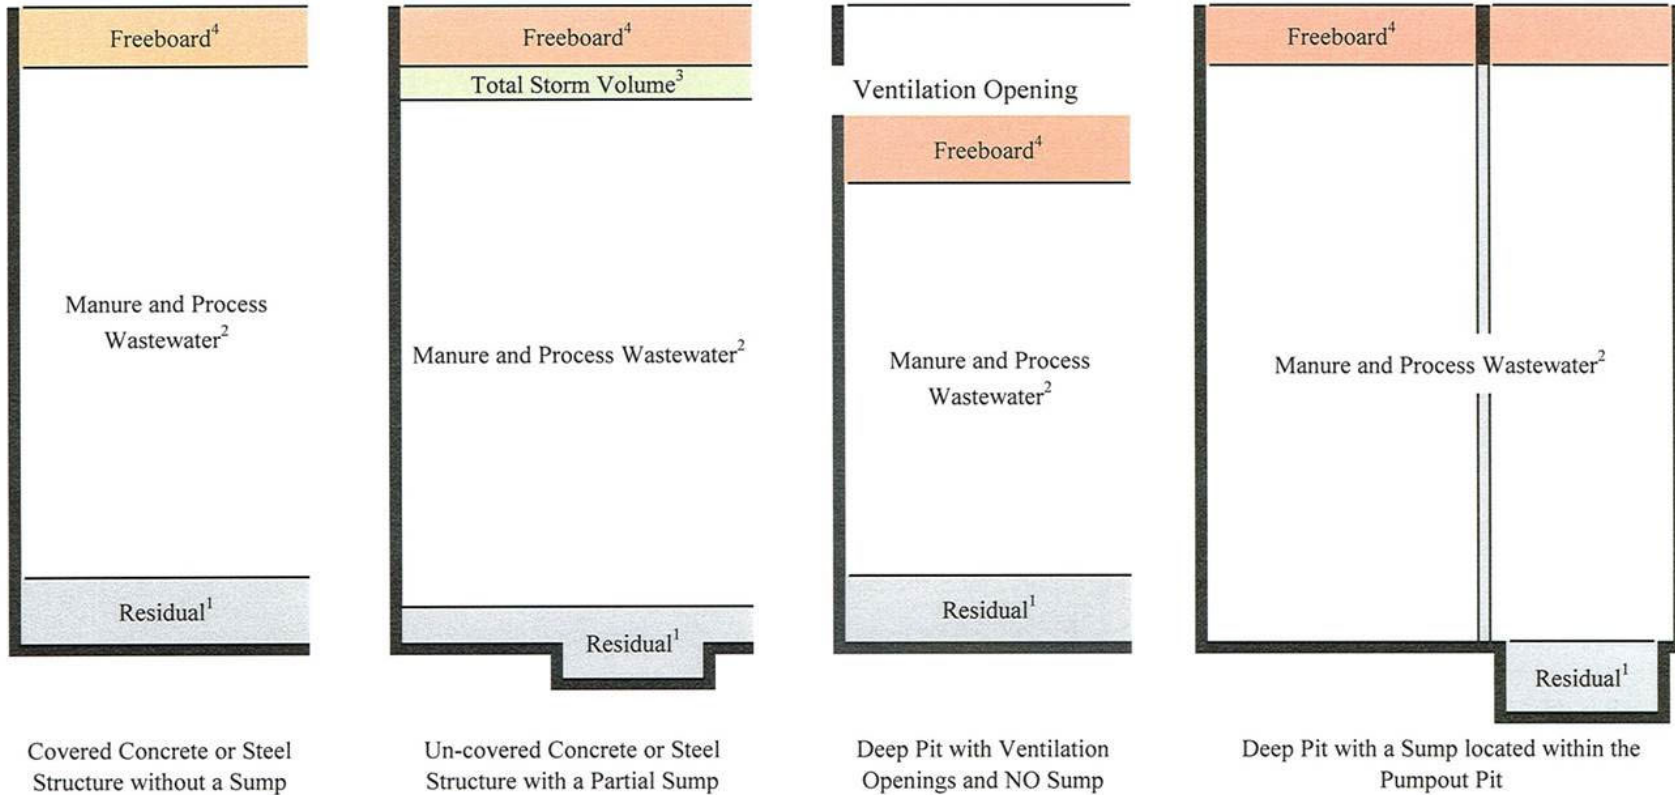 Freeboard⁴
Manure and Process
Wastewater²
Residual¹
Covered Concrete or Steel
Structure without a Sump
Freeboard⁴
Total Storm Volume³
Manure and Process Wastewater²
Residual¹
Un-covered Concrete or Steel
Structure with a Partial Sump
Ventilation Opening
Freeboard⁴
Manure and Process
Wastewater²
Residual¹
Deep Pit with Ventilation
Openings and NO Sump
Freeboard⁴
Manure and Process Wastewater²
Residual¹
Deep Pit with a Sump located within the
Pumpout Pit